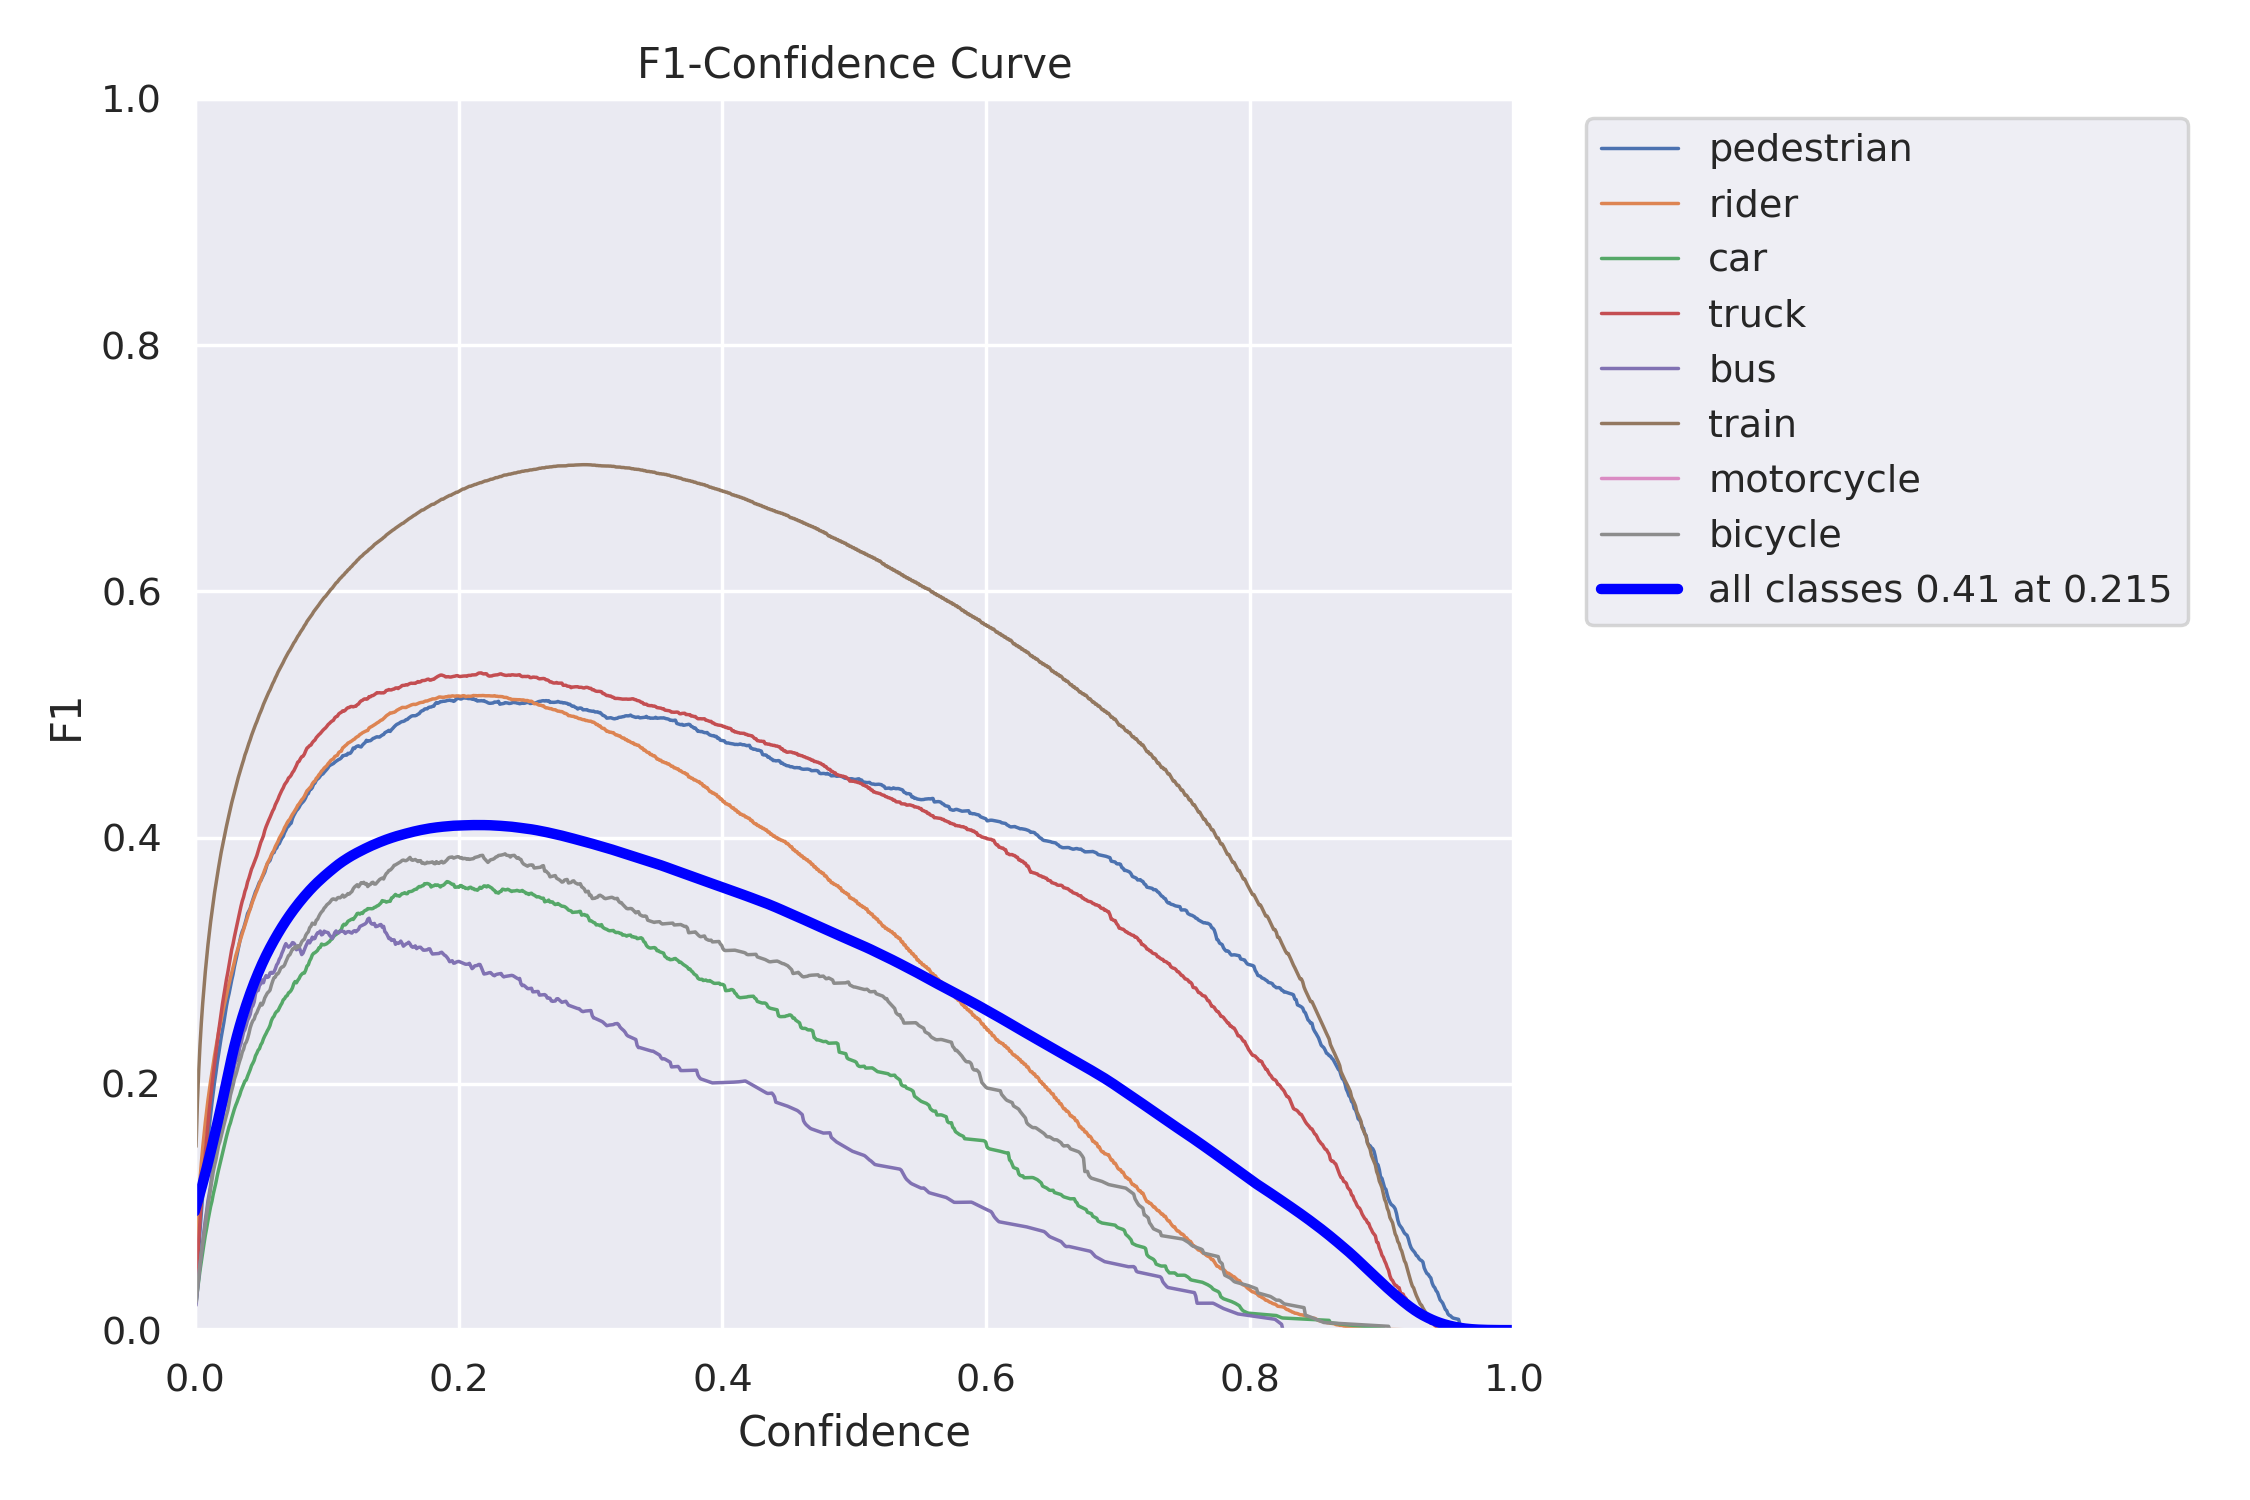 F1-Confidence Curve
1.0
0.8
0.6
0.4
0.2
0.0
F1
0.0 0.2 0.4 0.6 0.8 1.0
Confidence
pedestrian
rider
car
truck
bus
train
motorcycle
bicycle
all classes 0.41 at 0.215